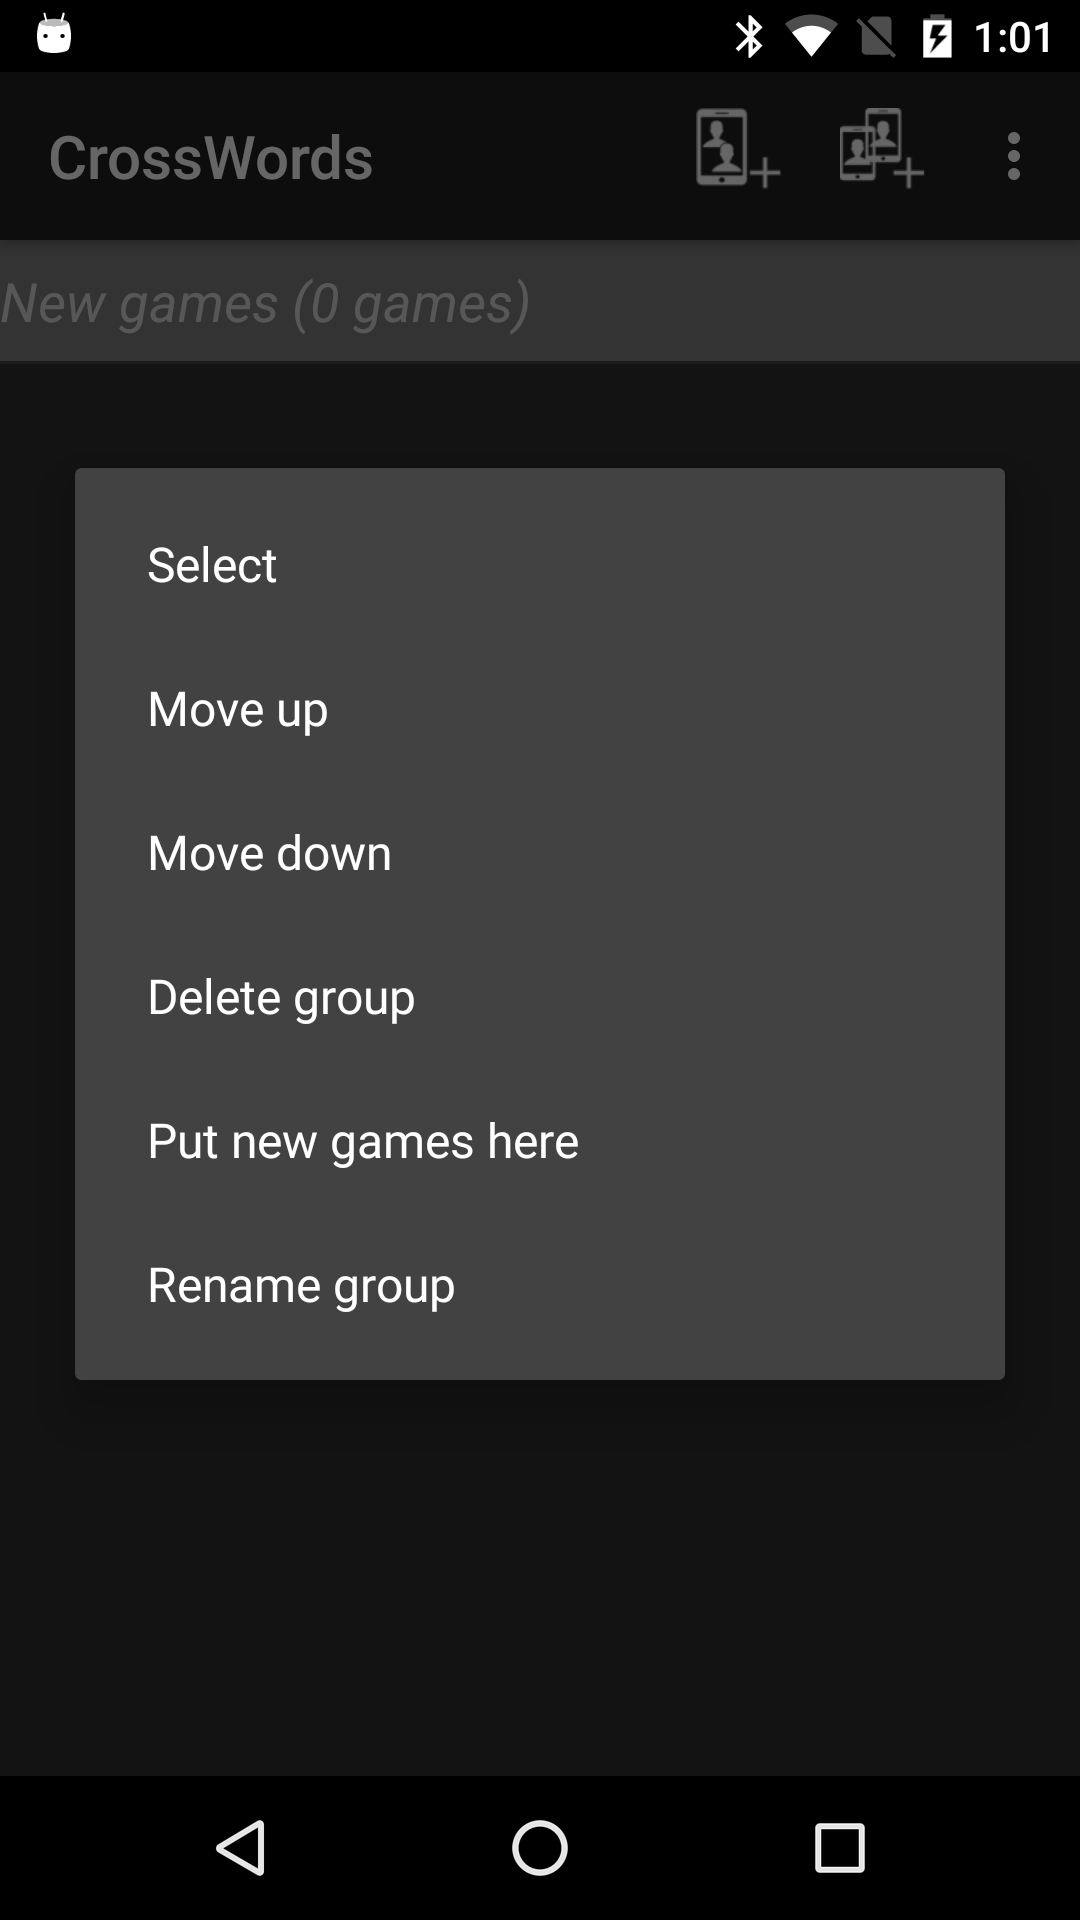 1:01
CrossWords
New games (0 games)
Select
Move up
Move down
Delete group
Put new games here
Rename group